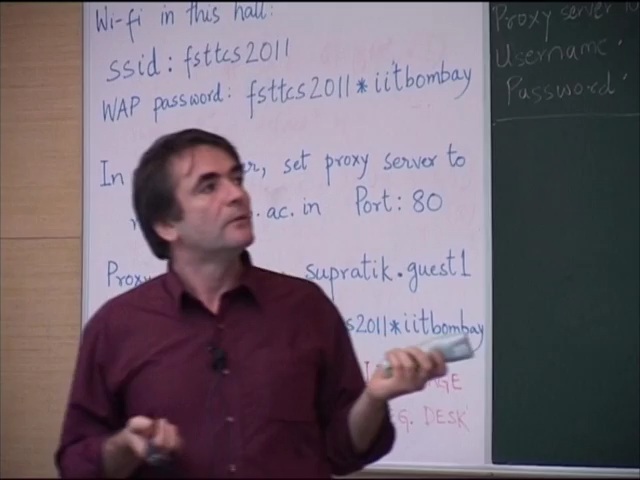 Wi-fi in this hall:
ssid: fsttcs2011
WAP password: fsttcs2011*iitbombay
In er, set proxy server to
.ac.in Port: 80
Proxy supratik.guest1
s2011*iitbombay
GE
G. DESK
Proxy server
Username.
Password